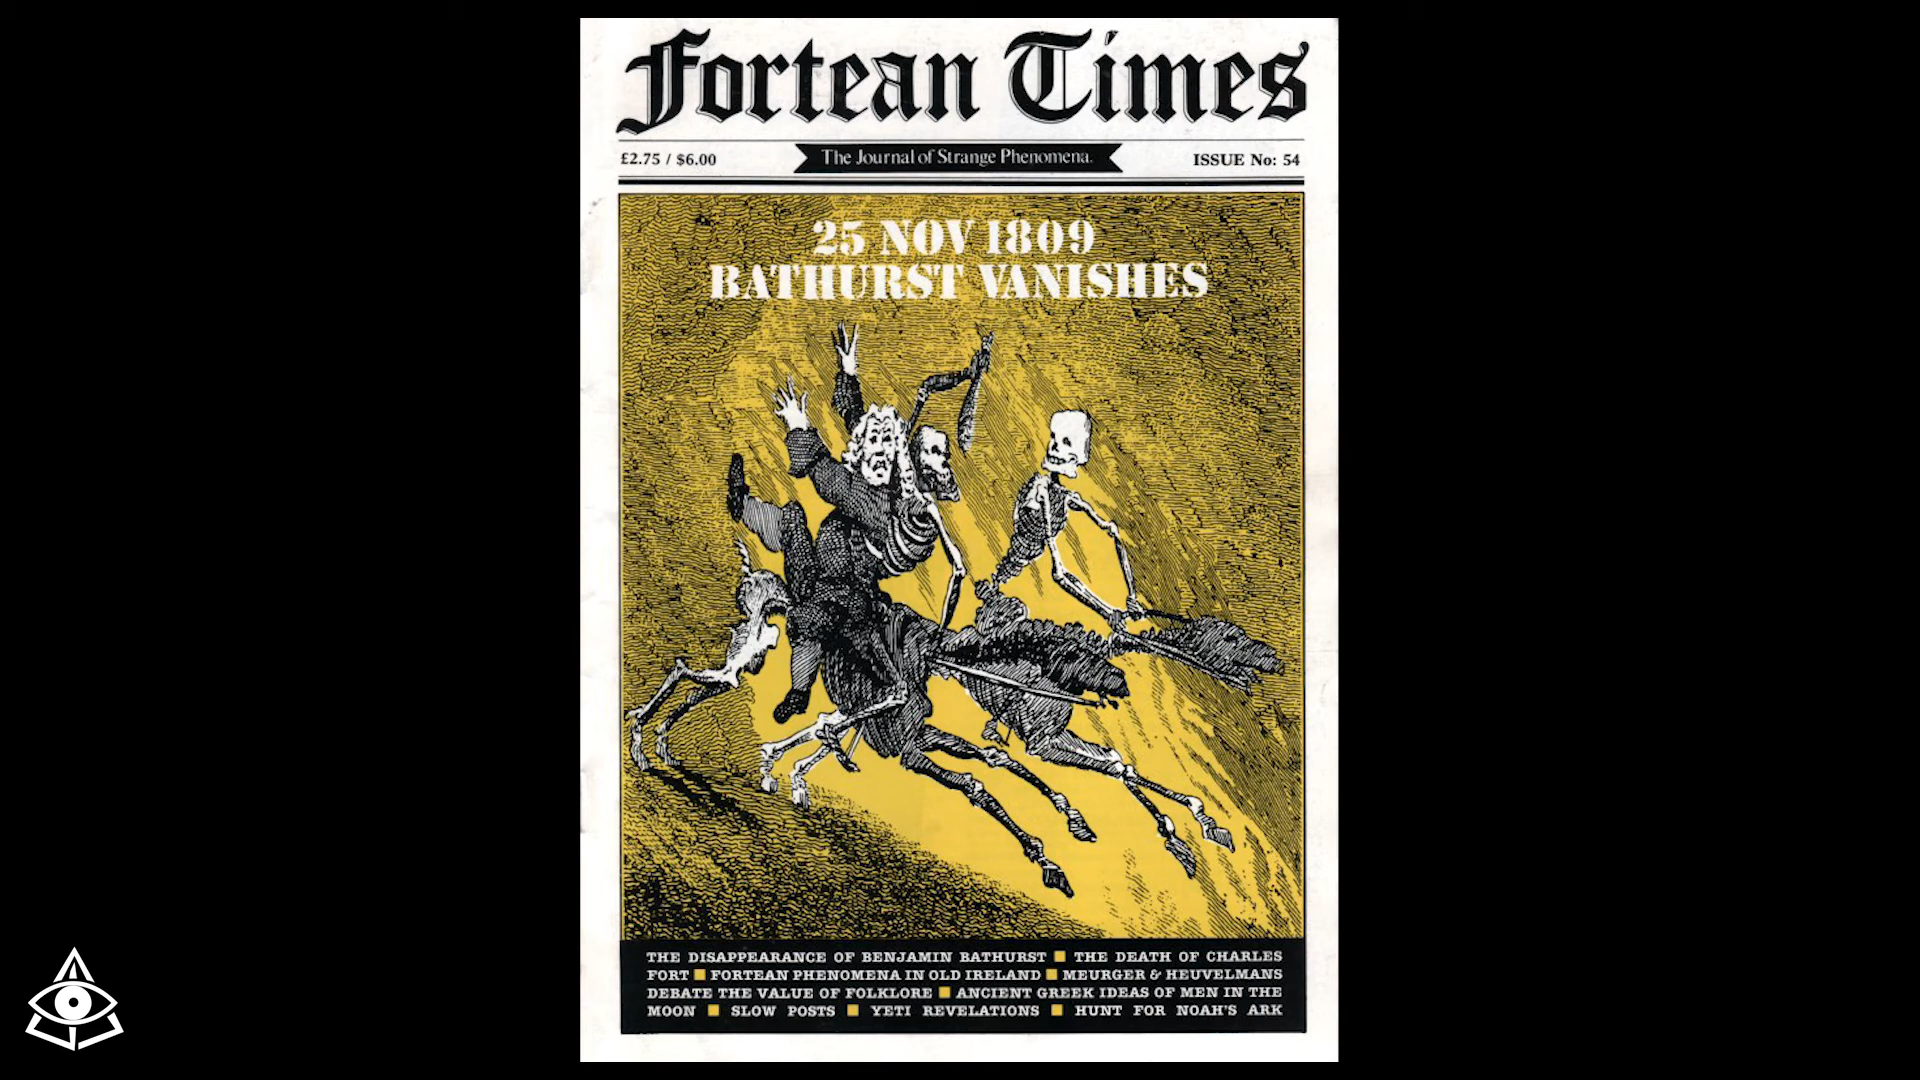 Fortean Times
£2.75 / $6.00
The Journal of Strange Phenomena.
ISSUE No: 54
25 NOV 1809
BATHURST VANISHES
THE DISAPPEARANCE OF BENJAMIN BATHURST ■ THE DEATH OF CHARLES
FORT ■ FORTEAN PHENOMENA IN OLD IRELAND ■ MEURGER & HEUVELMANS
DEBATE THE VALUE OF FOLKLORE ■ ANCIENT GREEK IDEAS OF MEN IN THE
MOON ■ SLOW POSTS ■ YETI REVELATIONS ■ HUNT FOR NOAH'S ARK